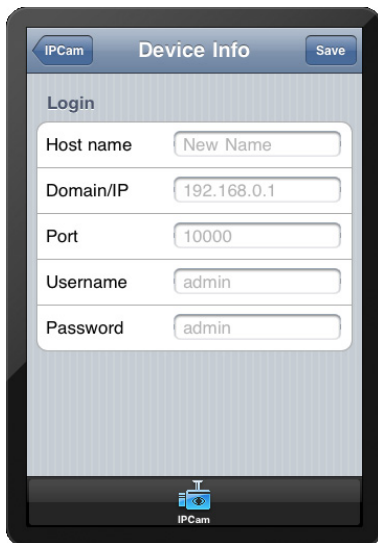 IPCam Device Info Save
Login
Host name New Name
Domain/IP 192.168.0.1
Port 10000
Username admin
Password admin
IPCam